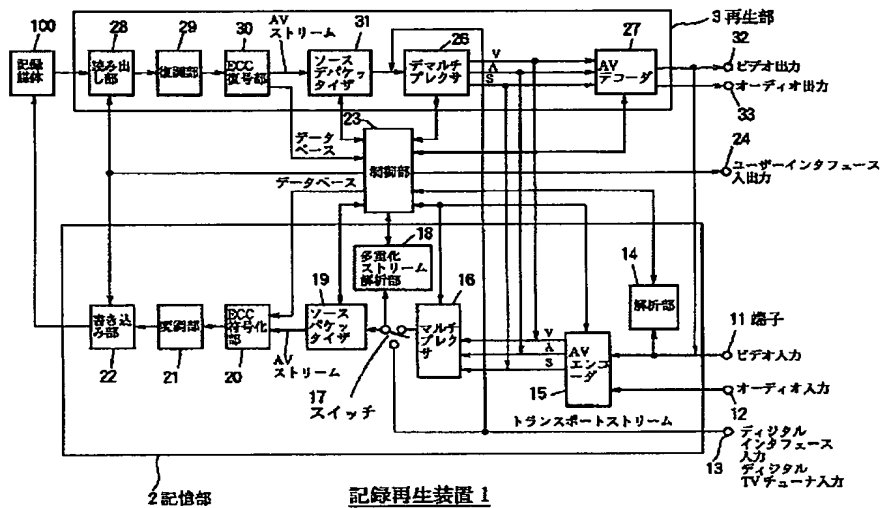 3 再生部
100
記録
媒体
28
読み出
し部
29
復調部
30
ECC
復号部
AV
ストリーム
31
ソース
デパケッ
タイザ
26
デマルチ
プレクサ
V
A
S
27
AV
デコーダ
32
ビデオ出力
33
オーディオ出力
24
ユーザーインタフェース
入出力
データ
ベース
データベース
23
制御部
18
多重化
ストリーム
解析部
14
解析部
22
書き込
み部
21
変調部
20
ECC
符号化
部
AV
ストリーム
19
ソース
パケッ
タイザ
17
スイッチ
16
マルチ
プレ
クサ
V
A
S
15
AV
エンコ
ーダ
11 端子
ビデオ入力
オーディオ入力
12
トランスポートストリーム
13
ディジタル
インタフェース
入力
ディジタル
TVチューナ入力
2 記憶部
記録再生装置 1